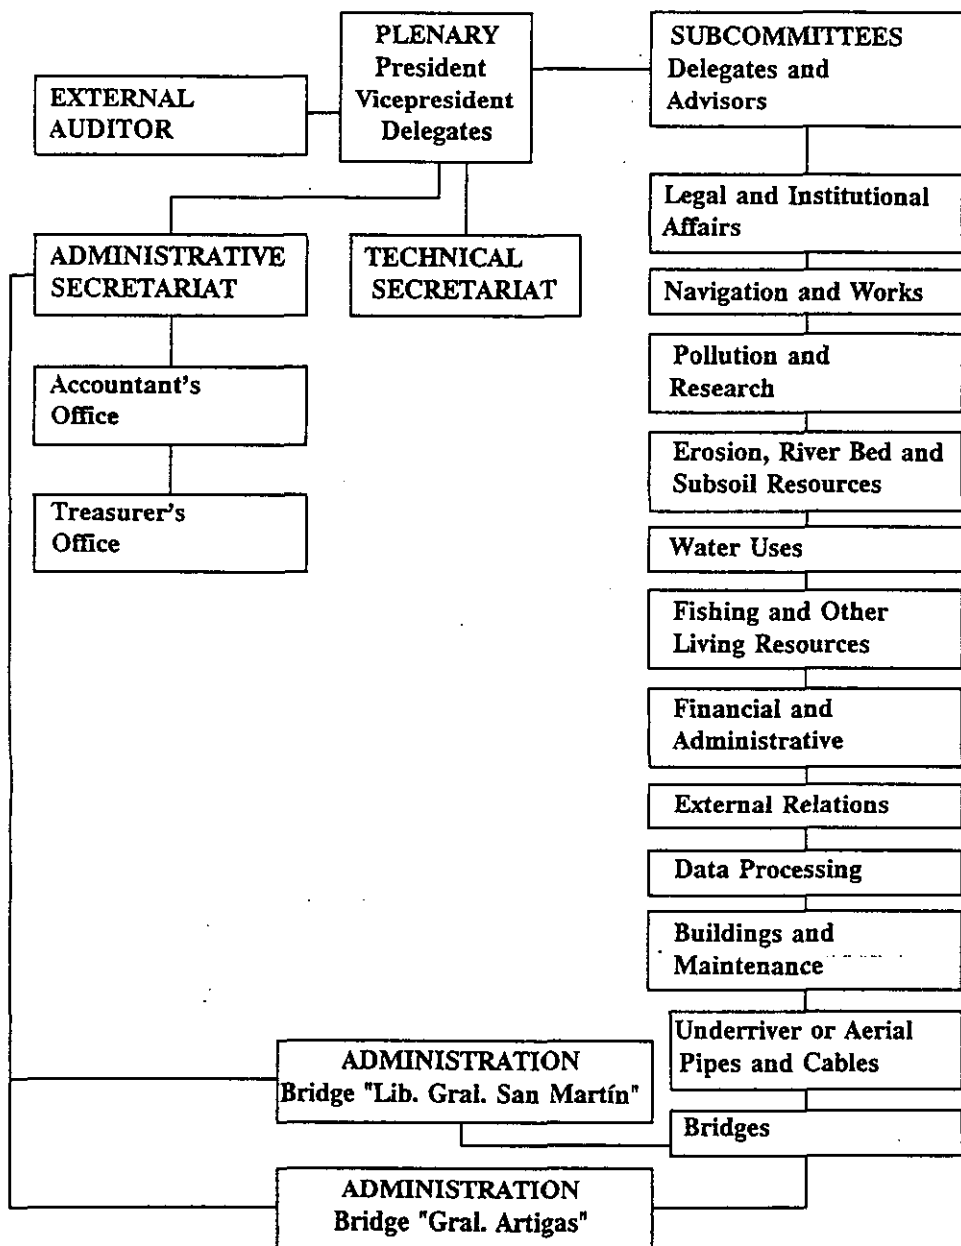 PLENARY
President
Vicepresident
Delegates
SUBCOMMITTEES
Delegates and
Advisors
EXTERNAL
AUDITOR
Legal and Institutional
Affairs
ADMINISTRATIVE
SECRETARIAT
TECHNICAL
SECRETARIAT
Navigation and Works
Pollution and
Research
Accountant's
Office
Erosion, River Bed and
Subsoil Resources
Treasurer's
Office
Water Uses
Fishing and Other
Living Resources
Financial and
Administrative
External Relations
Data Processing
Buildings and
Maintenance
Underriver or Aerial
Pipes and Cables
ADMINISTRATION
Bridge "Lib. Gral. San Martín"
Bridges
ADMINISTRATION
Bridge "Gral. Artigas"